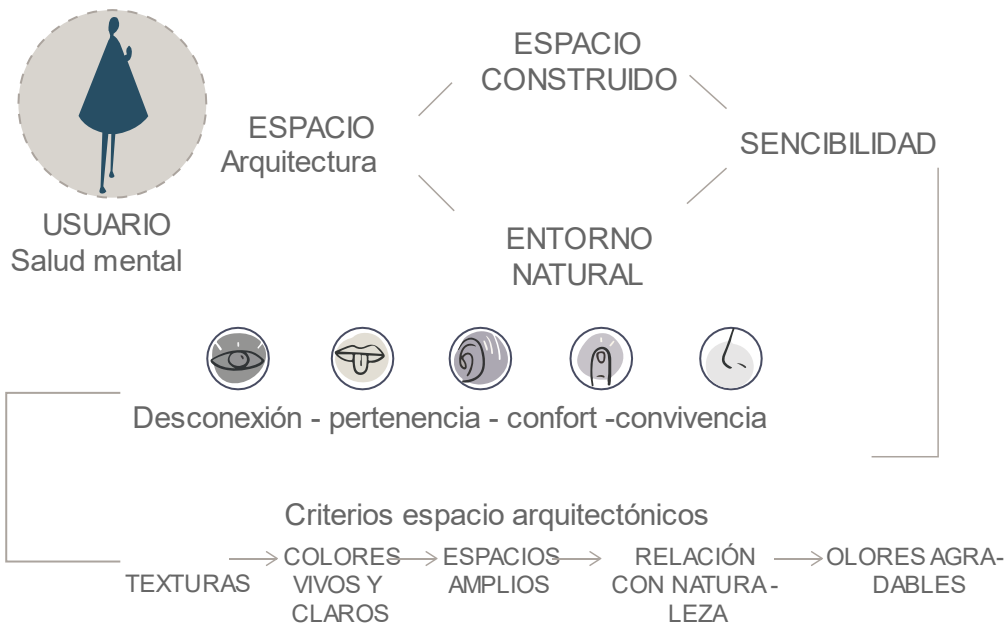 USUARIO
Salud mental
ESPACIO
Arquitectura
ESPACIO
CONSTRUIDO
ENTORNO
NATURAL
SENCIBILIDAD
Desconexión - pertenencia - confort -convivencia
Criterios espacio arquitectónicos
TEXTURAS
COLORES
VIVOS Y
CLAROS
ESPACIOS
AMPLIOS
RELACIÓN
CON NATURA-
LEZA
OLORES AGRA-
DABLES